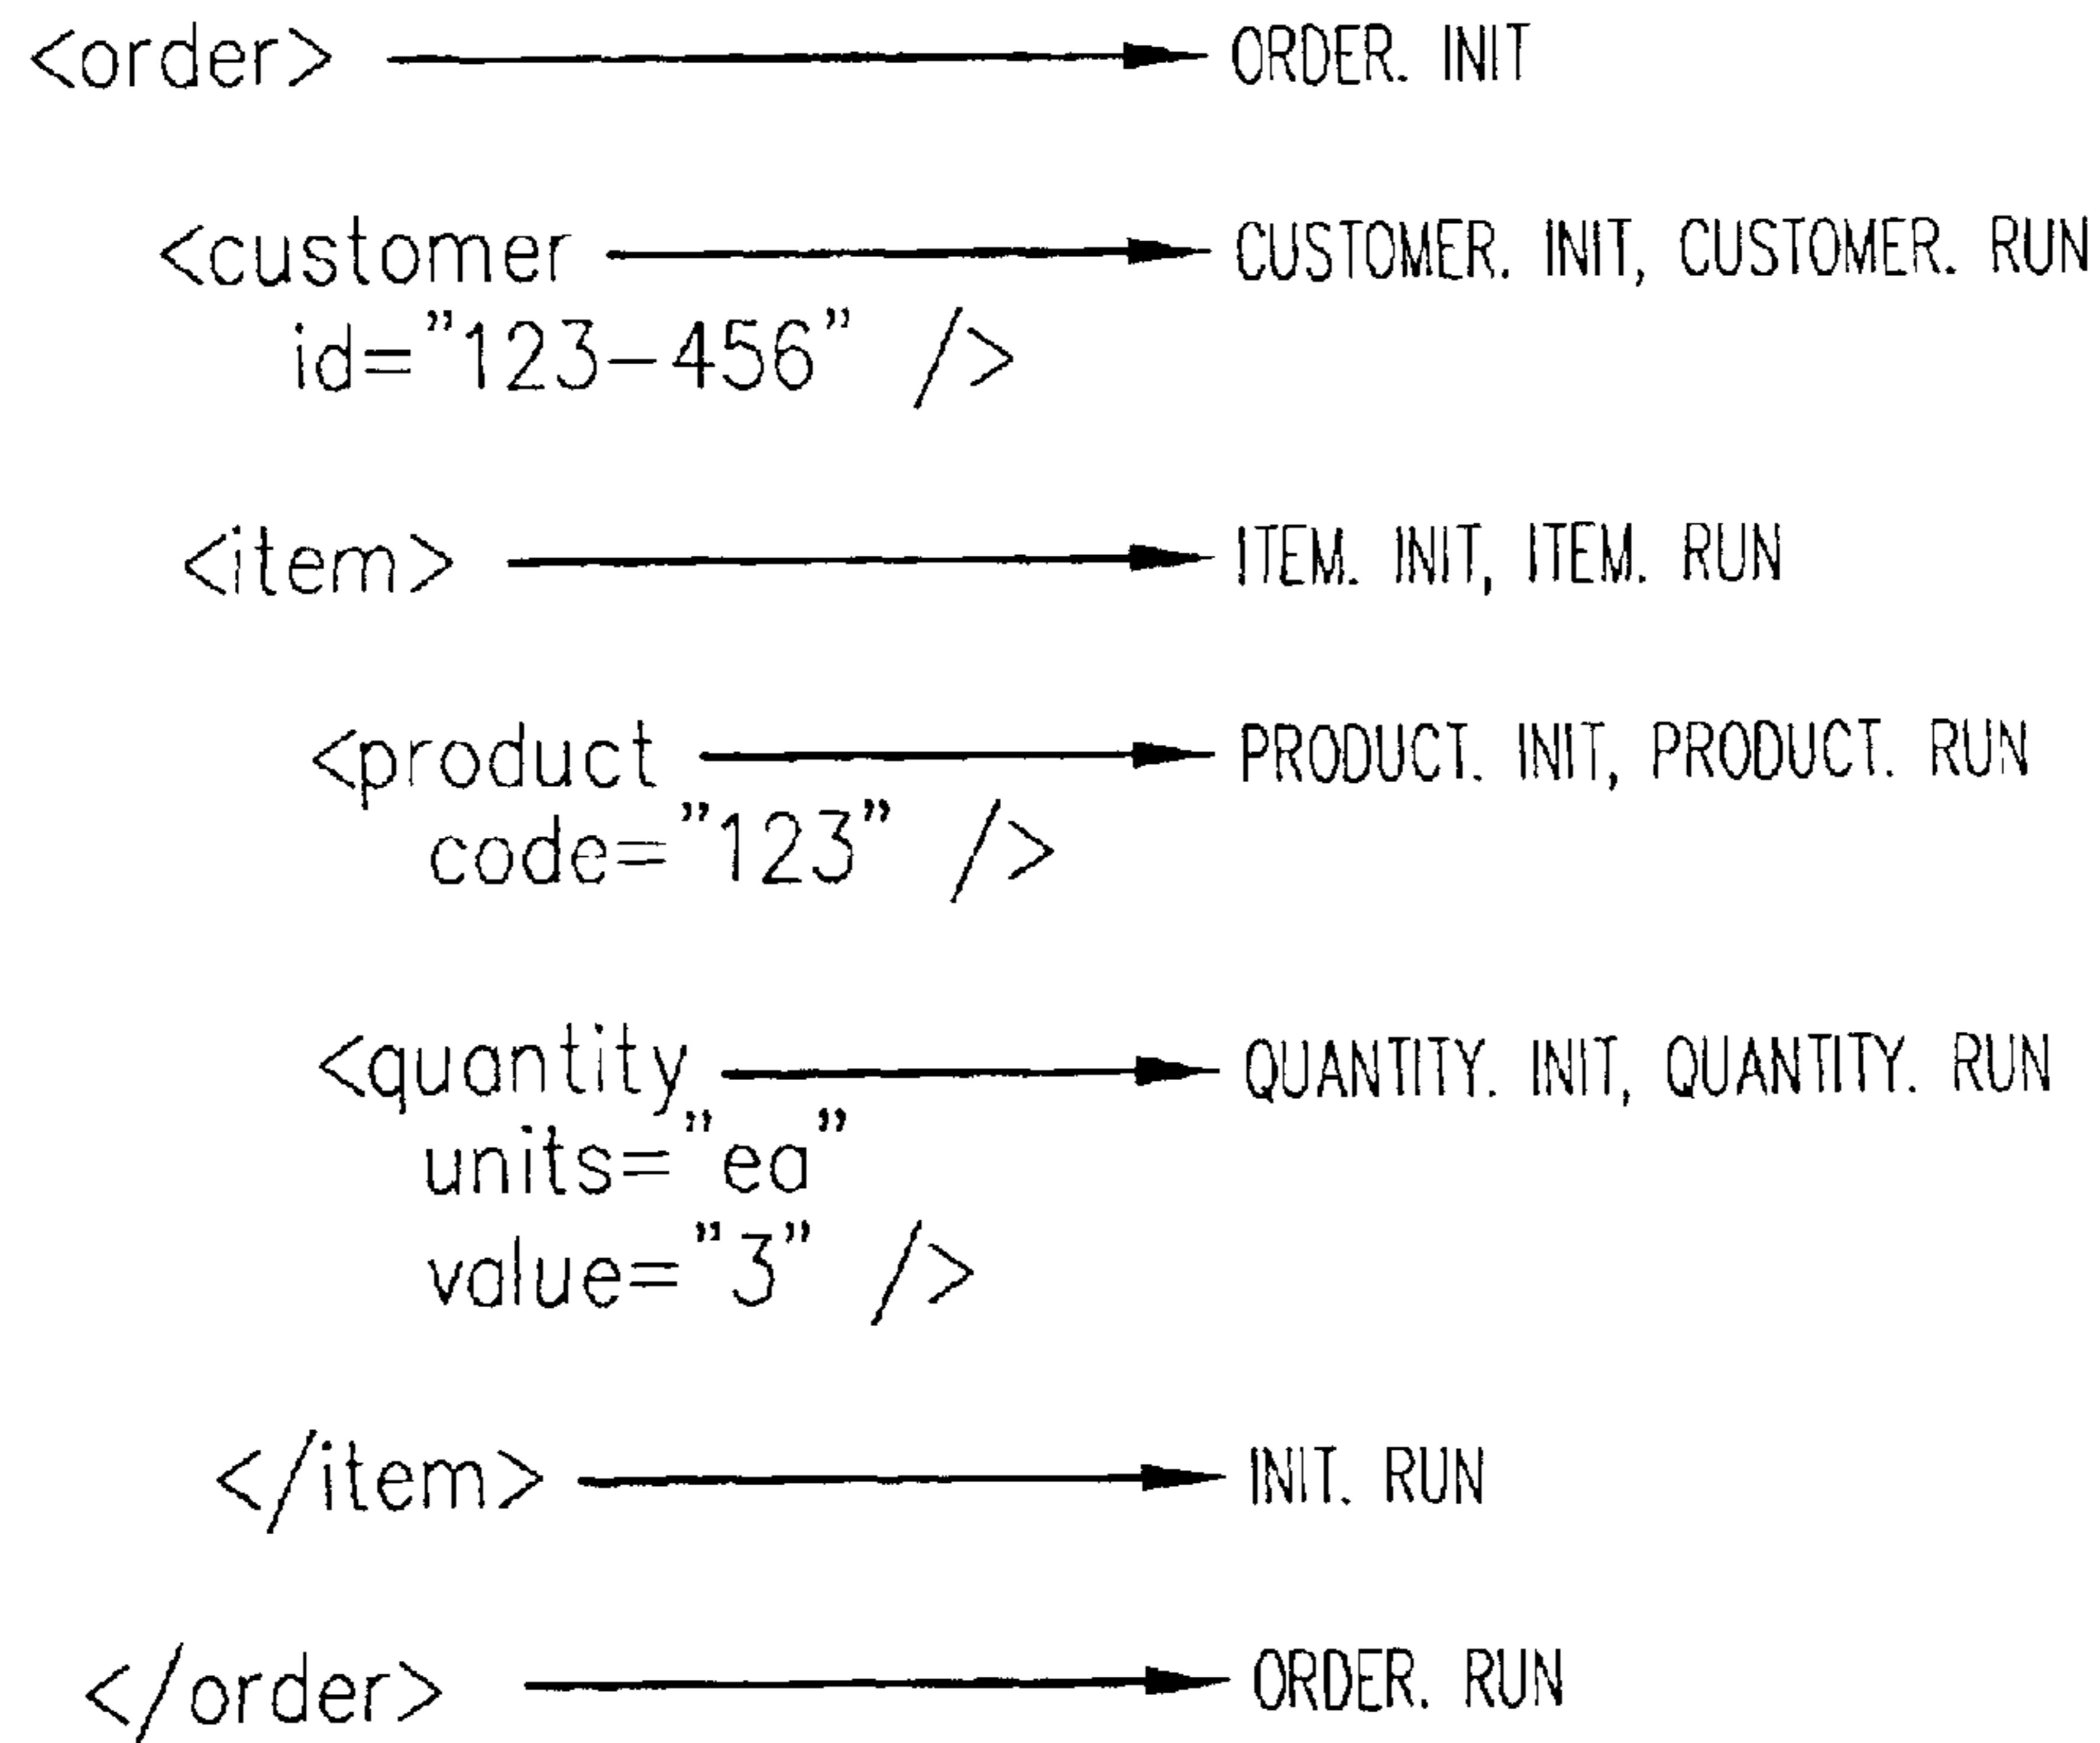 <order> ORDER. INIT
<customer CUSTOMER. INIT, CUSTOMER. RUN
id="123-456" />
<item> ITEM. INIT, ITEM. RUN
<product PRODUCT. INIT, PRODUCT. RUN
code="123" />
<quantity QUANTITY. INIT, QUANTITY. RUN
units="ea"
value="3" />
</item> INIT. RUN
</order> ORDER. RUN